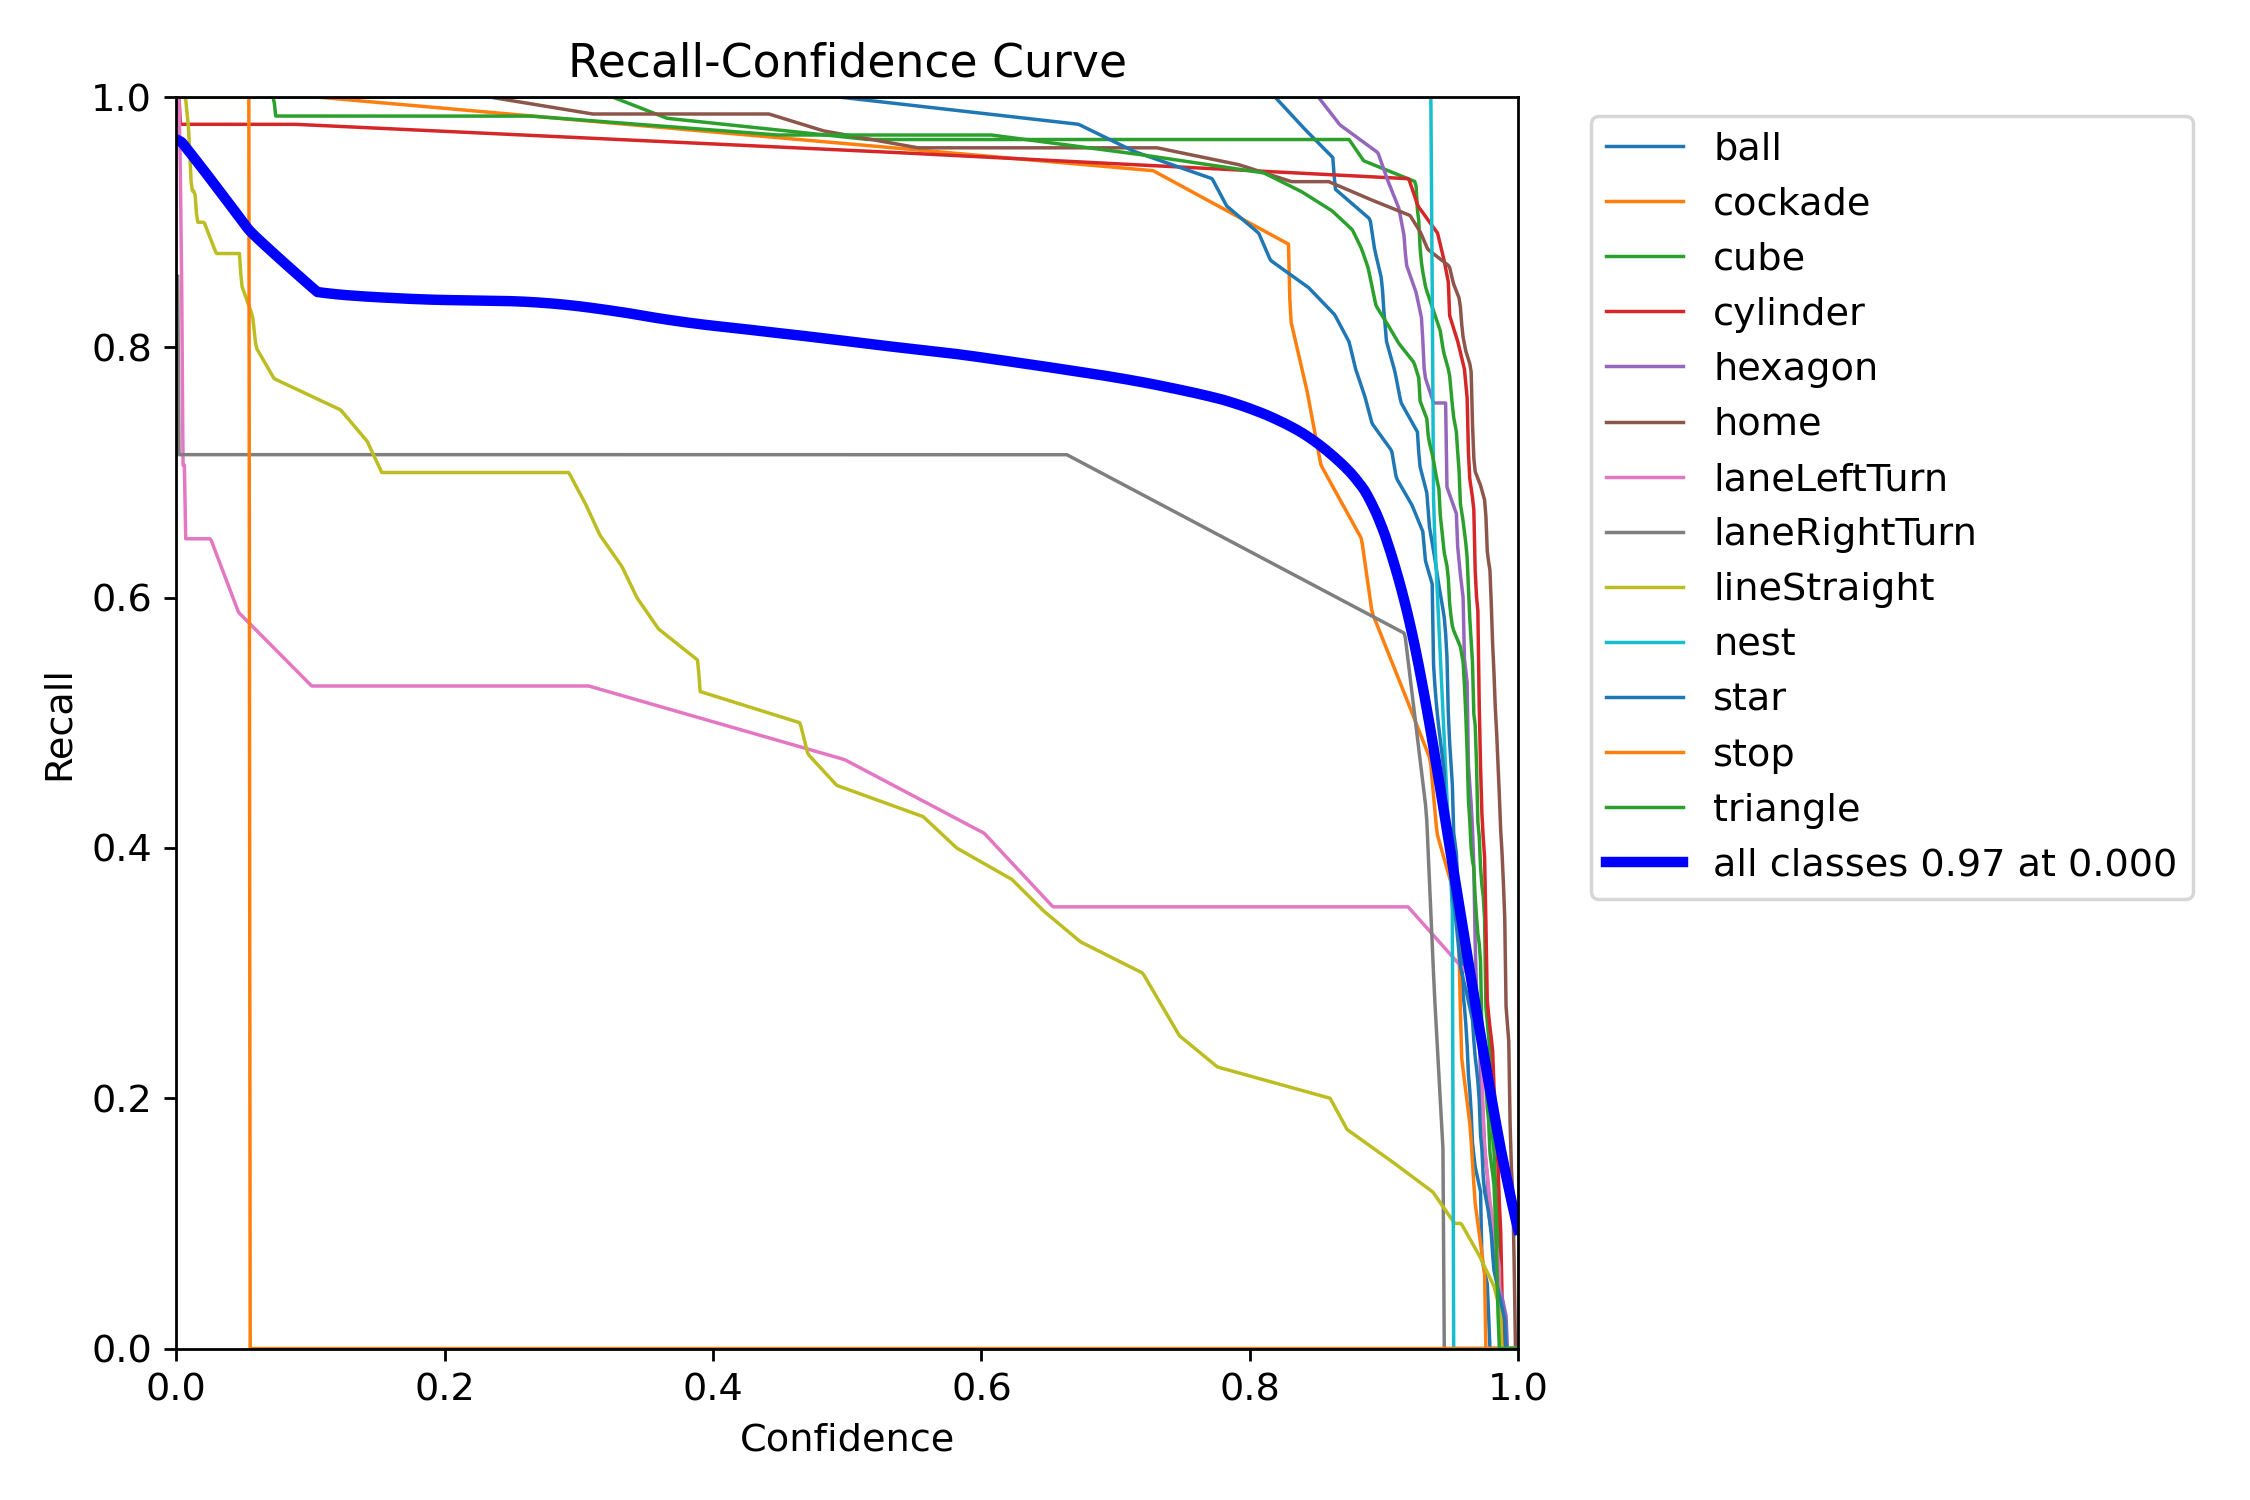 Recall-Confidence Curve
1.0
0.8
0.6
0.4
0.2
0.0
Recall
0.0 0.2 0.4 0.6 0.8 1.0
Confidence
ball
cockade
cube
cylinder
hexagon
home
laneLeftTurn
laneRightTurn
lineStraight
nest
star
stop
triangle
all classes 0.97 at 0.000